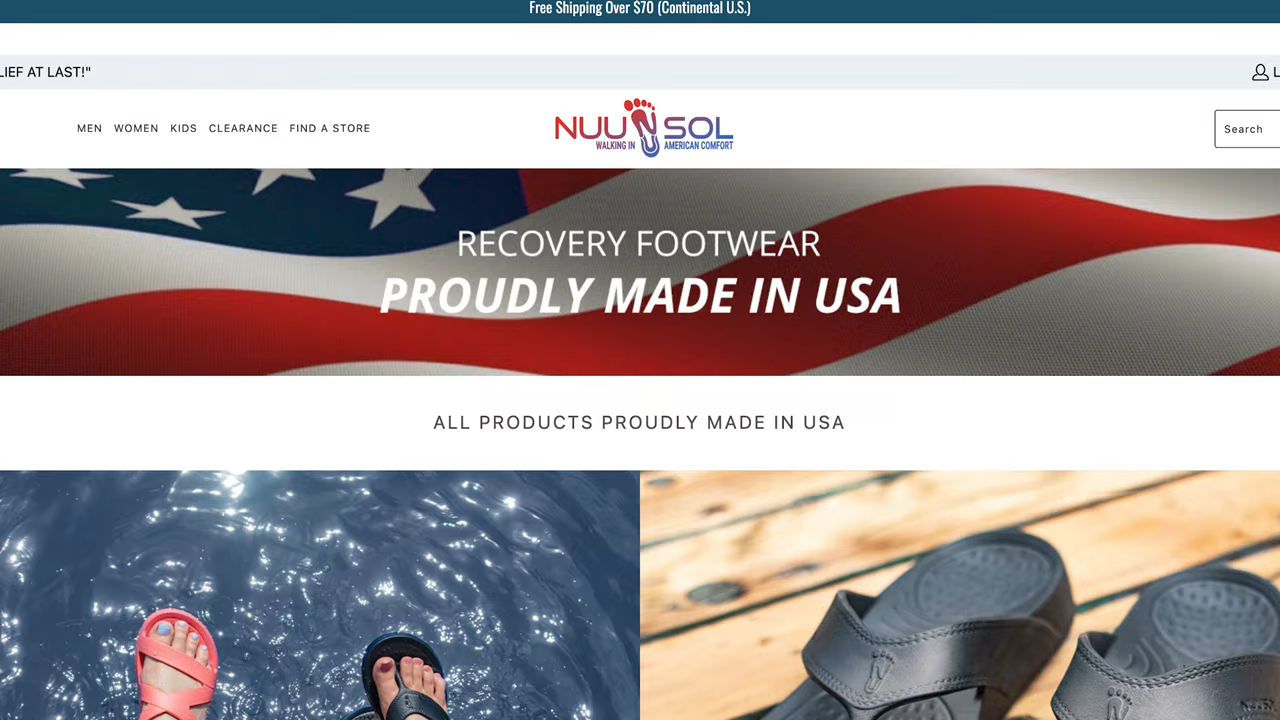 Free Shipping Over $70 (Continental U.S.)
LIEF AT LAST!"
L
MEN WOMEN KIDS CLEARANCE FIND A STORE
NUU SOL
WALKING IN AMERICAN COMFORT
Search
RECOVERY FOOTWEAR
PROUDLY MADE IN USA
ALL PRODUCTS PROUDLY MADE IN USA